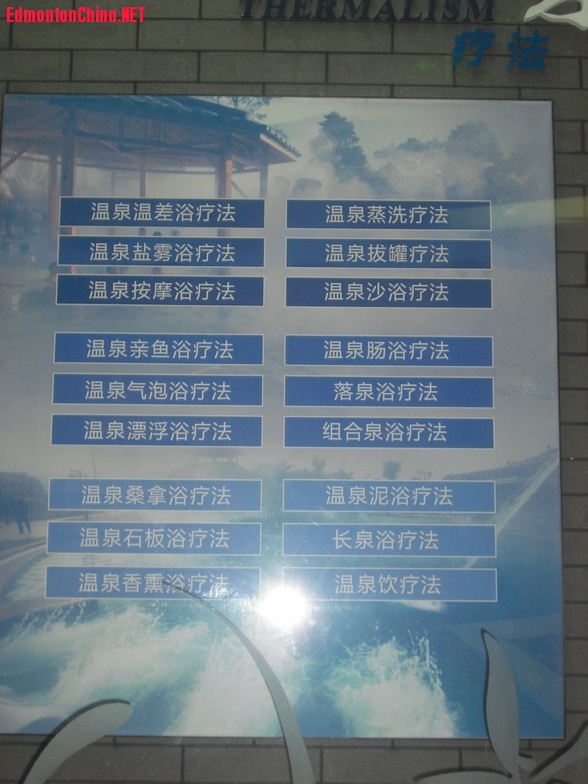 EdmontonChina.NET
THERMALISM
疗法
温泉温差浴疗法
温泉蒸洗疗法
温泉盐雾浴疗法
温泉拔罐疗法
温泉按摩浴疗法
温泉沙浴疗法
温泉亲鱼浴疗法
温泉肠浴疗法
温泉气泡浴疗法
落泉浴疗法
温泉漂浮浴疗法
组合泉浴疗法
温泉桑拿浴疗法
温泉泥浴疗法
温泉石板浴疗法
长泉浴疗法
温泉香熏浴疗法
温泉饮疗法
EdmontonChina.NET